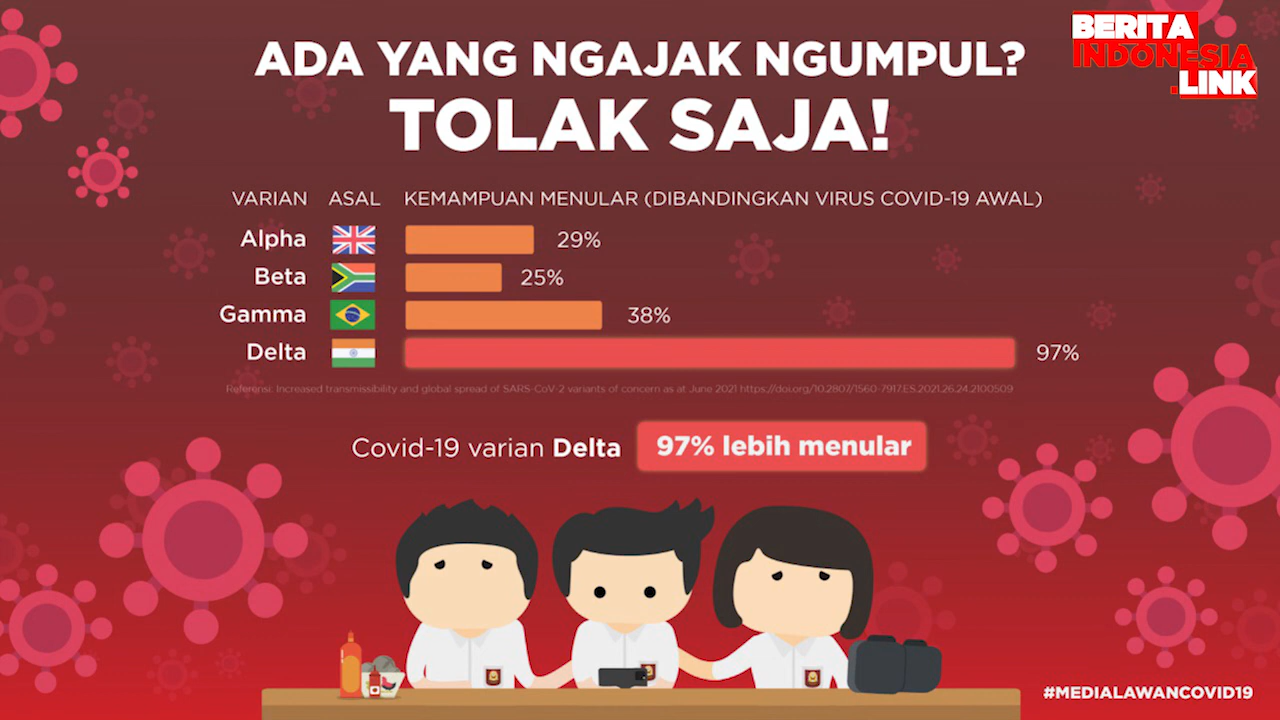 BERITA
INDONESIA
.LINK
ADA YANG NGAJAK NGUMPUL?
TOLAK SAJA!
VARIAN ASAL KEMAMPUAN MENULAR (DIBANDINGKAN VIRUS COVID-19 AWAL)
Alpha 29%
Beta 25%
Gamma 38%
Delta 97%
Referensi: Increased transmissibility and global spread of SARS-CoV-2 variants of concern as at June 2021 https://doi.org/10.2807/1560-7917.ES.2021.26.24.2100509
Covid-19 varian Delta 97% lebih menular
#MEDIALAWANCOVID19